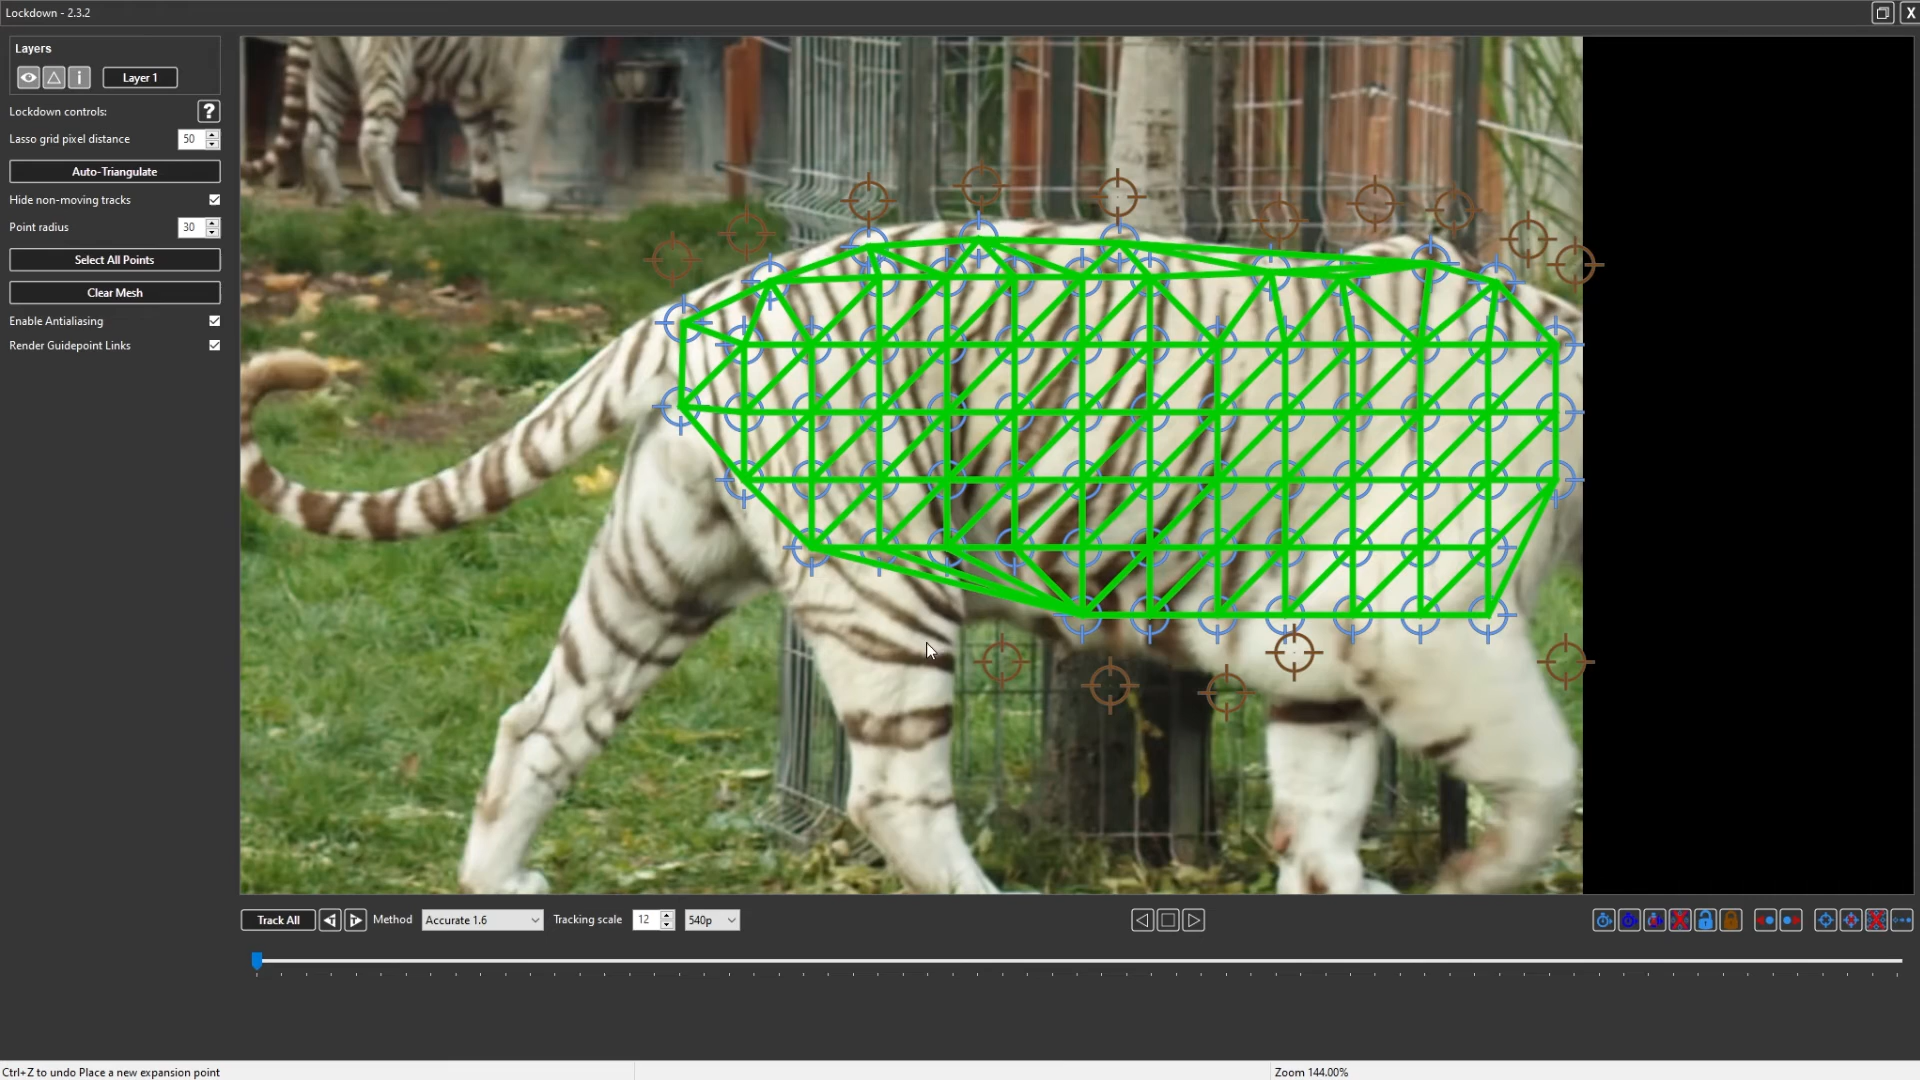 Lockdown - 2.3.2
X
Layers
i
Layer 1
Lockdown controls:
?
Lasso grid pixel distance
50
Auto-Triangulate
Hide non-moving tracks
Point radius
30
Select All Points
Clear Mesh
Enable Antialiasing
Render Guidepoint Links
Track All
Method
Accurate 1.6
Tracking scale
12
540p
Ctrl+Z to undo Place a new expansion point
Zoom 144.00%